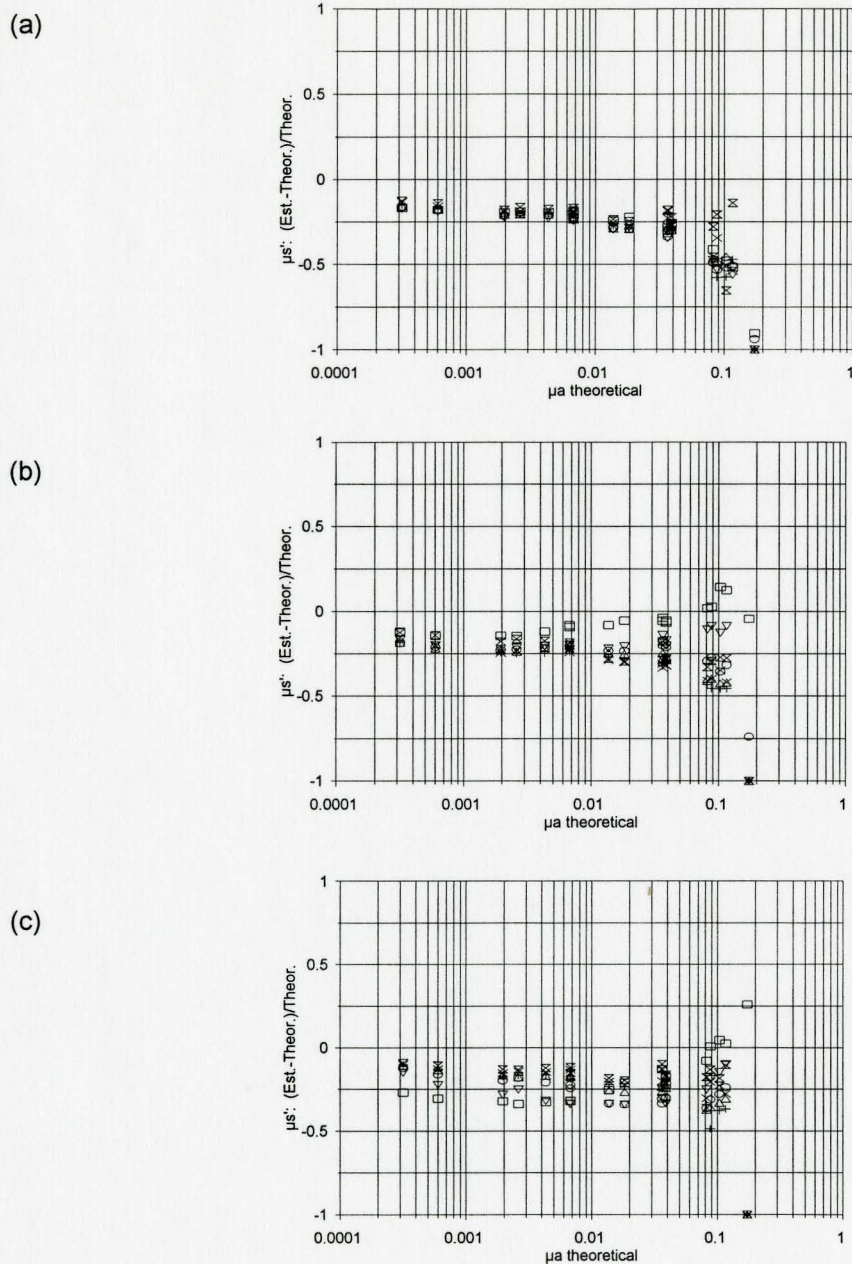 (a)
1
0.5
0
-0.5
-1
µs': (Est.-Theor.)/Theor.
0.0001 0.001 0.01 0.1 1
µa theoretical
(b)
1
0.5
0
-0.5
-1
µs': (Est.-Theor.)/Theor.
0.0001 0.001 0.01 0.1 1
µa theoretical
(c)
1
0.5
0
-0.5
-1
µs': (Est.-Theor.)/Theor.
0.0001 0.001 0.01 0.1 1
µa theoretical